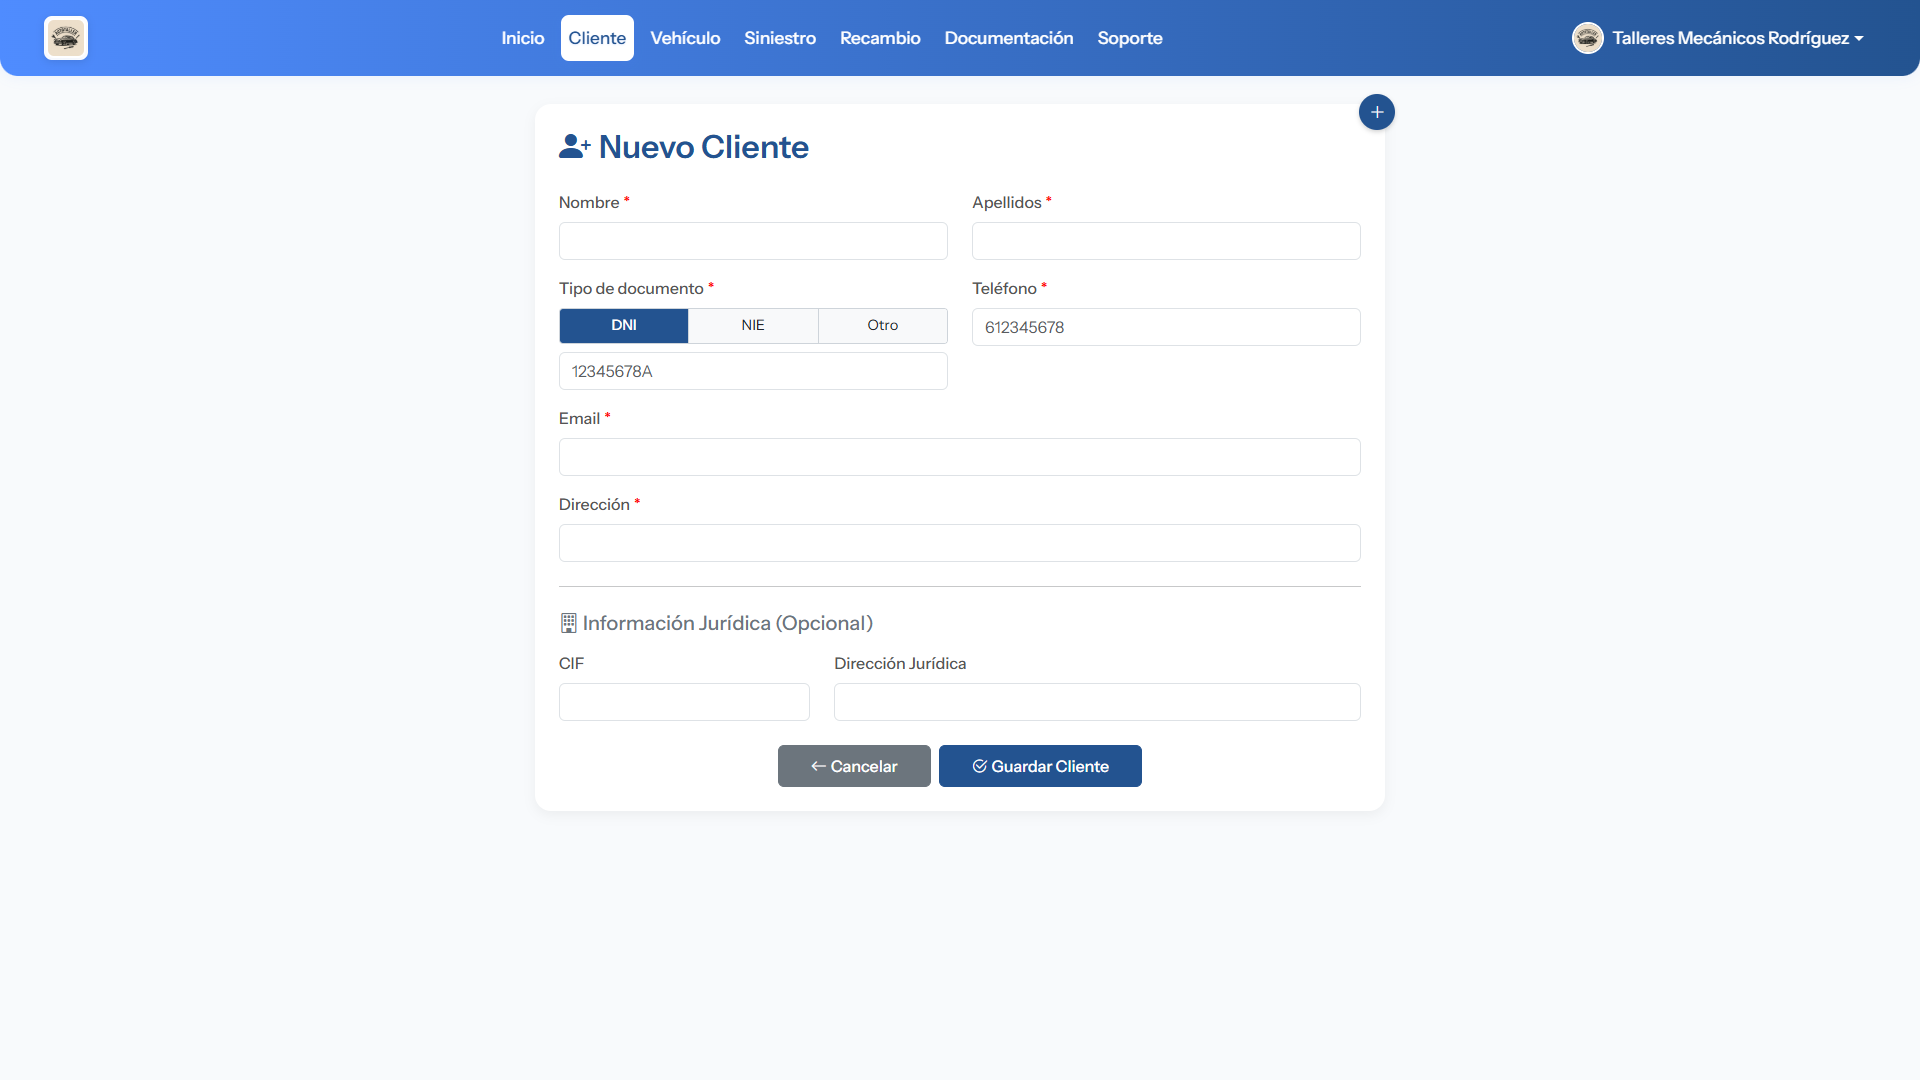 Inicio Cliente Vehículo Siniestro Recambio Documentación Soporte Talleres Mecánicos Rodríguez
Nuevo Cliente
Nombre * Apellidos *
Tipo de documento * Teléfono *
DNI NIE Otro 612345678
12345678A
Email *
Dirección *
Información Jurídica (Opcional)
CIF Dirección Jurídica
Cancelar Guardar Cliente